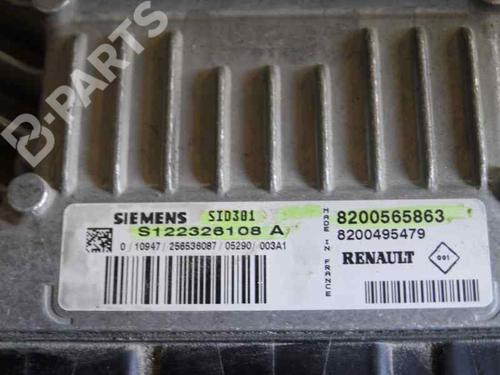 B-PARTS
SIEMENS SID301
S122326108 A
0/10947/256536087/05290/003A1
MADE IN FRANCE
8200565863
8200495479
RENAULT 001